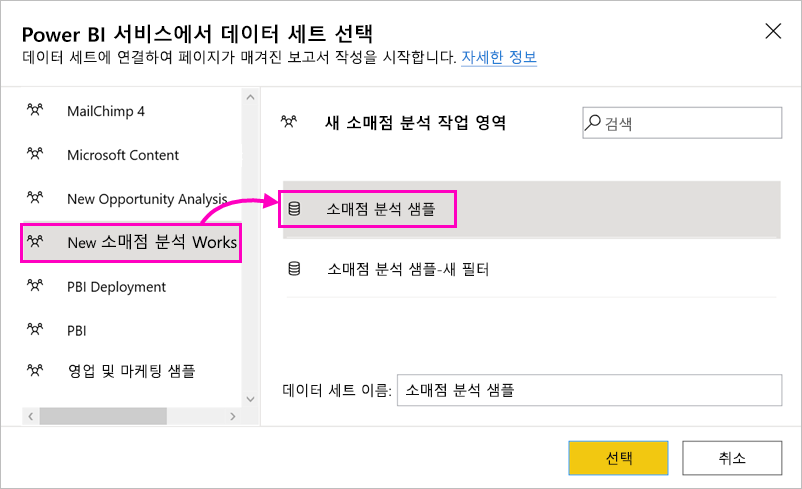 Power BI 서비스에서 데이터 세트 선택
데이터 세트에 연결하여 페이지가 매겨진 보고서 작성을 시작합니다. 자세한 정보
MailChimp 4
Microsoft Content
New Opportunity Analysis
New 소매점 분석 Works
PBI Deployment
PBI
영업 및 마케팅 샘플
새 소매점 분석 작업 영역
검색
소매점 분석 샘플
소매점 분석 샘플-새 필터
데이터 세트 이름: 소매점 분석 샘플
선택
취소